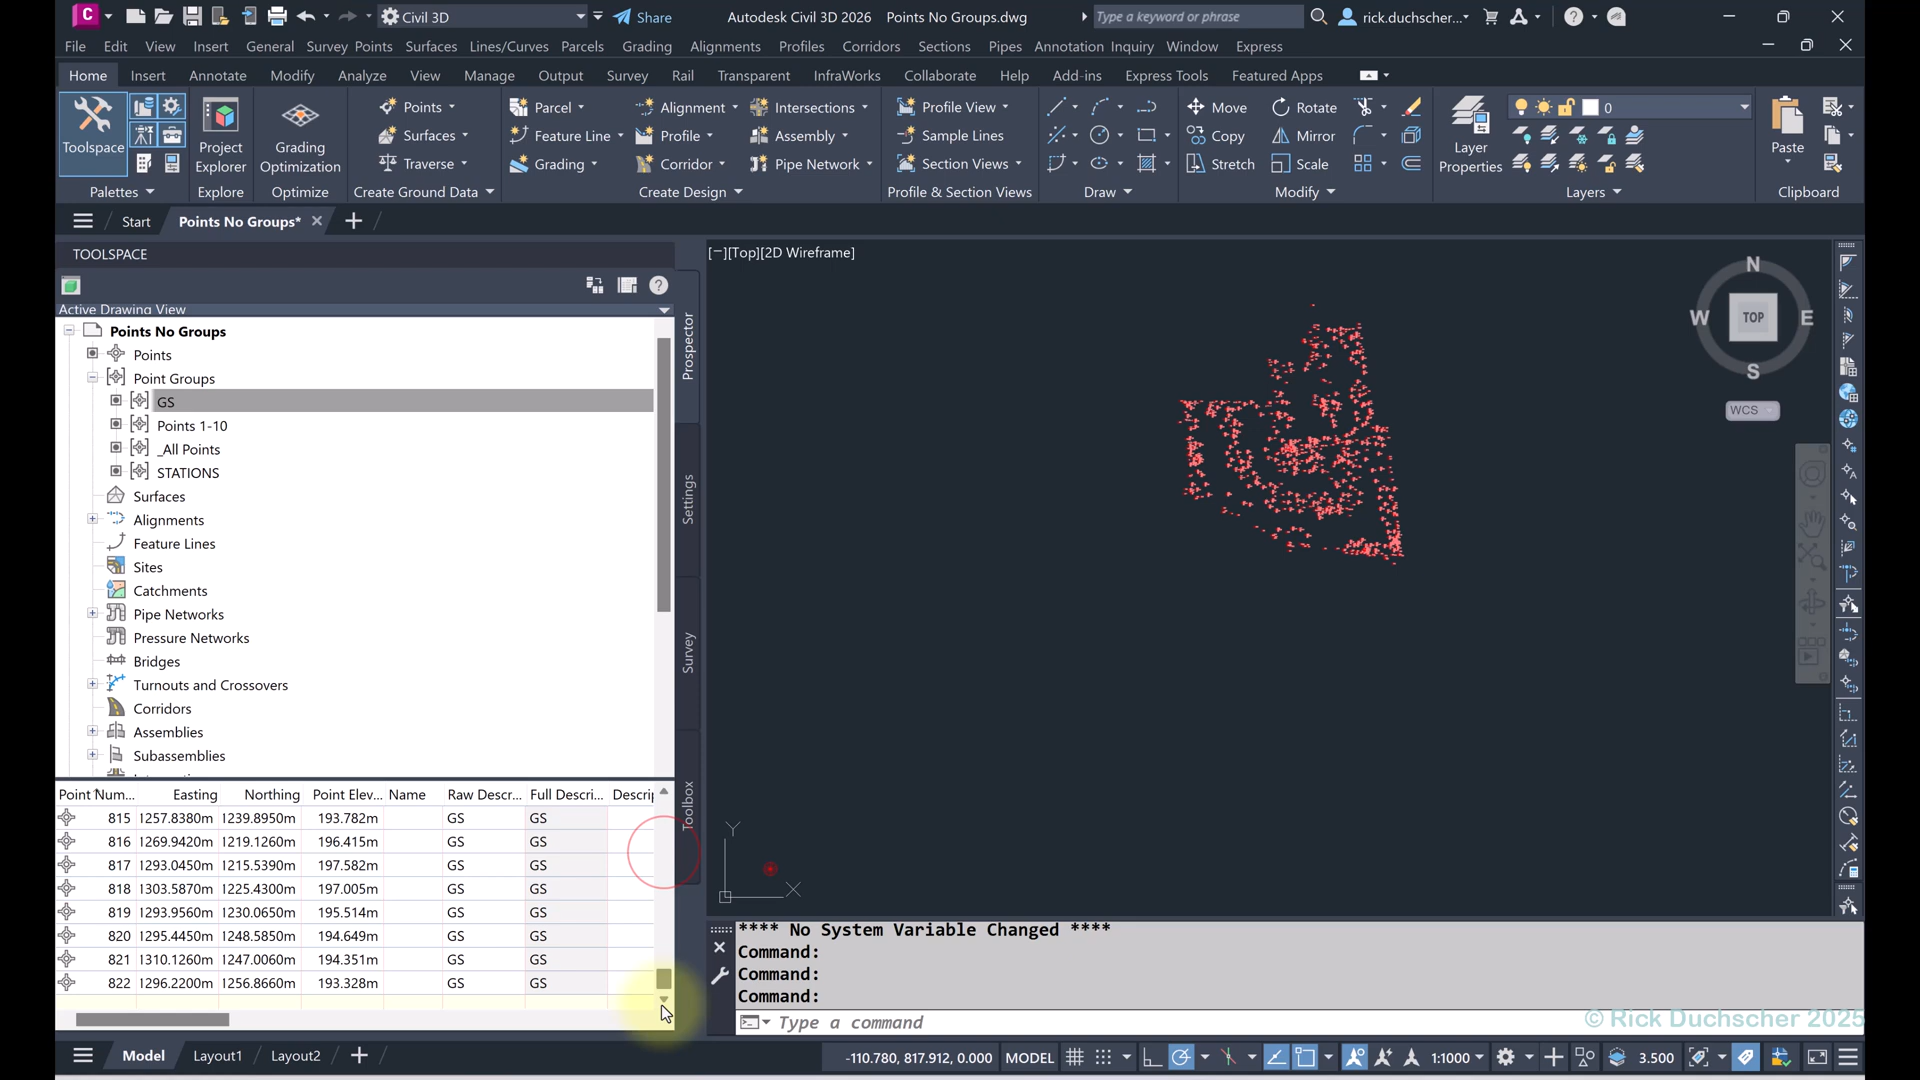 C Civil 3D Share Autodesk Civil 3D 2026 Points No Groups.dwg Type a keyword or phrase rick.duchscher...
File Edit View Insert General Survey Points Surfaces Lines/Curves Parcels Grading Alignments Profiles Corridors Sections Pipes Annotation Inquiry Window Express
Home Insert Annotate Modify Analyze View Manage Output Survey Rail Transparent InfraWorks Collaborate Help Add-ins Express Tools Featured Apps
Points Parcel Alignment Intersections Profile View Move Rotate 0
Toolspace Project Explorer Grading Optimization Surfaces Feature Line Profile Assembly Sample Lines Copy Mirror Layer Properties Paste
Traverse Grading Corridor Pipe Network Section Views Stretch Scale
Palettes Explore Optimize Create Ground Data Create Design Profile & Section Views Draw Modify Layers Clipboard
Start Points No Groups*
TOOLSPACE
[−][Top][2D Wireframe]
Active Drawing View
Points No Groups
Points
Point Groups
GS
Points 1-10
_All Points
STATIONS
Surfaces
Alignments
Feature Lines
Sites
Catchments
Pipe Networks
Pressure Networks
Bridges
Turnouts and Crossovers
Corridors
Assemblies
Subassemblies
Prospector
Settings
Survey
Toolbox
N
W TOP E
S
WCS
Point Num... Easting Northing Point Elev... Name Raw Descr... Full Descri... Descrip
815 1257.8380m 1239.8950m 193.782m GS GS
816 1269.9420m 1219.1260m 196.415m GS GS
817 1293.0450m 1215.5390m 197.582m GS GS
818 1303.5870m 1225.4300m 197.005m GS GS
819 1293.9560m 1230.0650m 195.514m GS GS
820 1295.4450m 1248.5850m 194.649m GS GS
821 1310.1260m 1247.0060m 194.351m GS GS
822 1296.2200m 1256.8660m 193.328m GS GS
Y
X
**** No System Variable Changed ****
Command:
Command:
Command:
Type a command
© Rick Duchscher 2025
Model Layout1 Layout2 -110.780, 817.912, 0.000 MODEL 1:1000 3.500